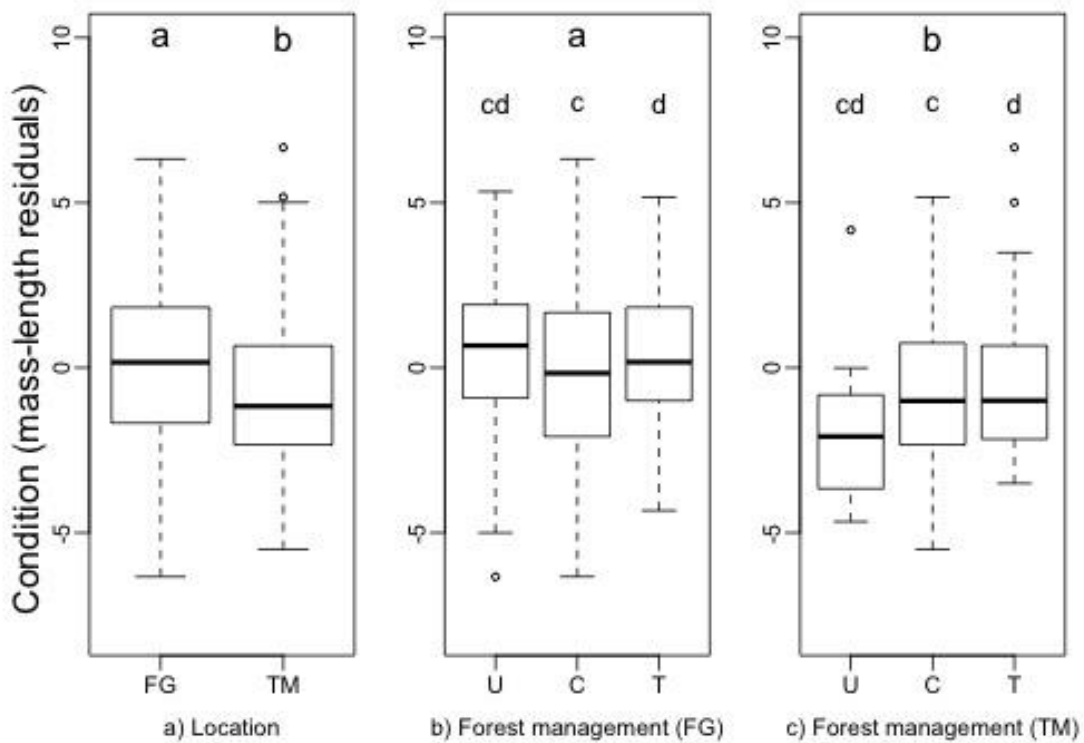 Condition (mass-length residuals)
10
5
0
-5
a
b
FG
TM
a) Location
10
5
0
-5
a
cd
c
d
U
C
T
b) Forest management (FG)
10
5
0
-5
b
cd
c
d
U
C
T
c) Forest management (TM)